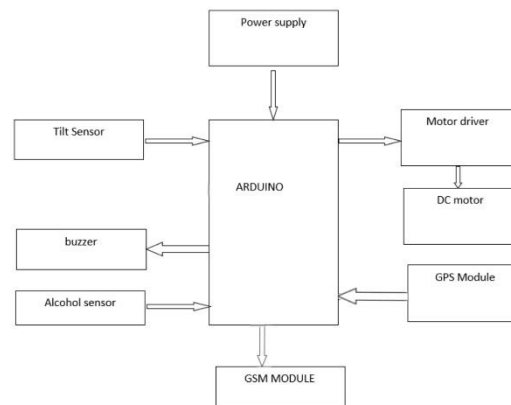 Power supply
Tilt Sensor
Motor driver
ARDUINO
DC motor
buzzer
GPS Module
Alcohol sensor
GSM MODULE